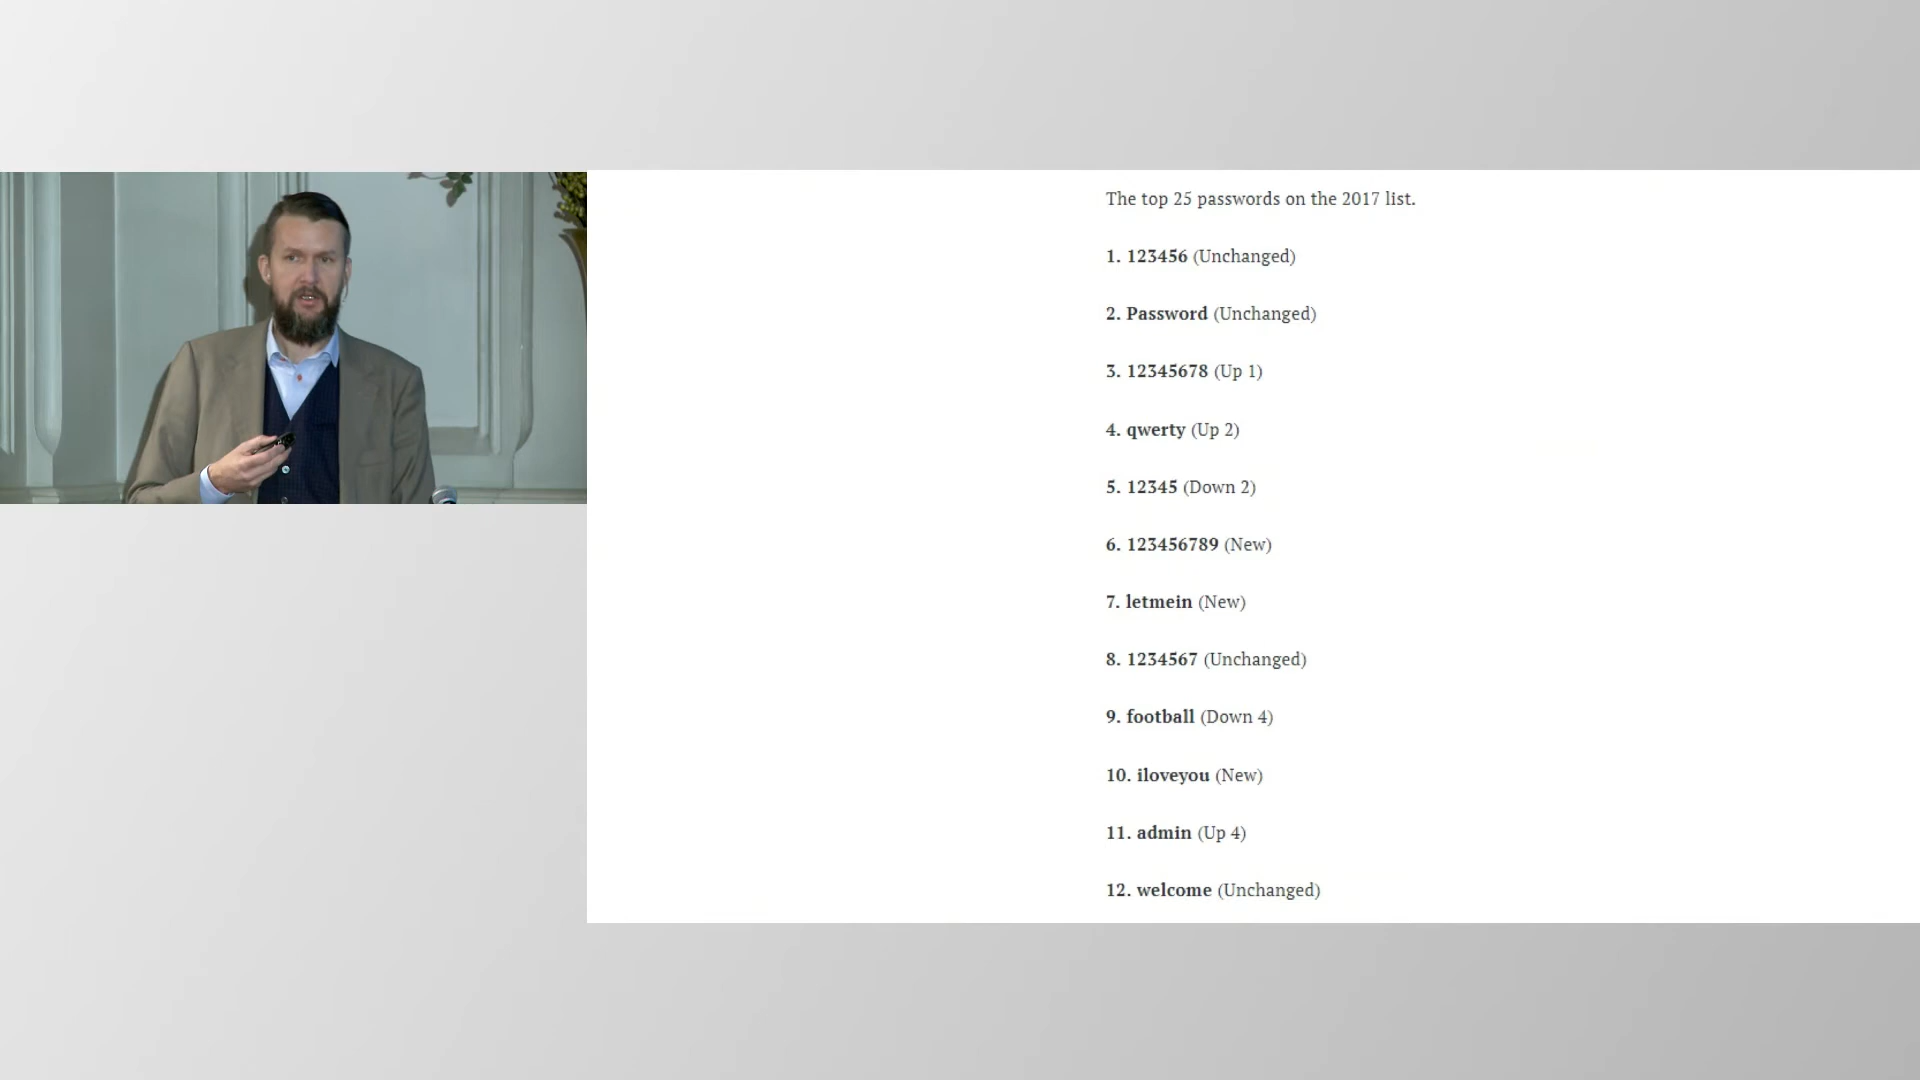 The top 25 passwords on the 2017 list.
1. 123456 (Unchanged)
2. Password (Unchanged)
3. 12345678 (Up 1)
4. qwerty (Up 2)
5. 12345 (Down 2)
6. 123456789 (New)
7. letmein (New)
8. 1234567 (Unchanged)
9. football (Down 4)
10. iloveyou (New)
11. admin (Up 4)
12. welcome (Unchanged)